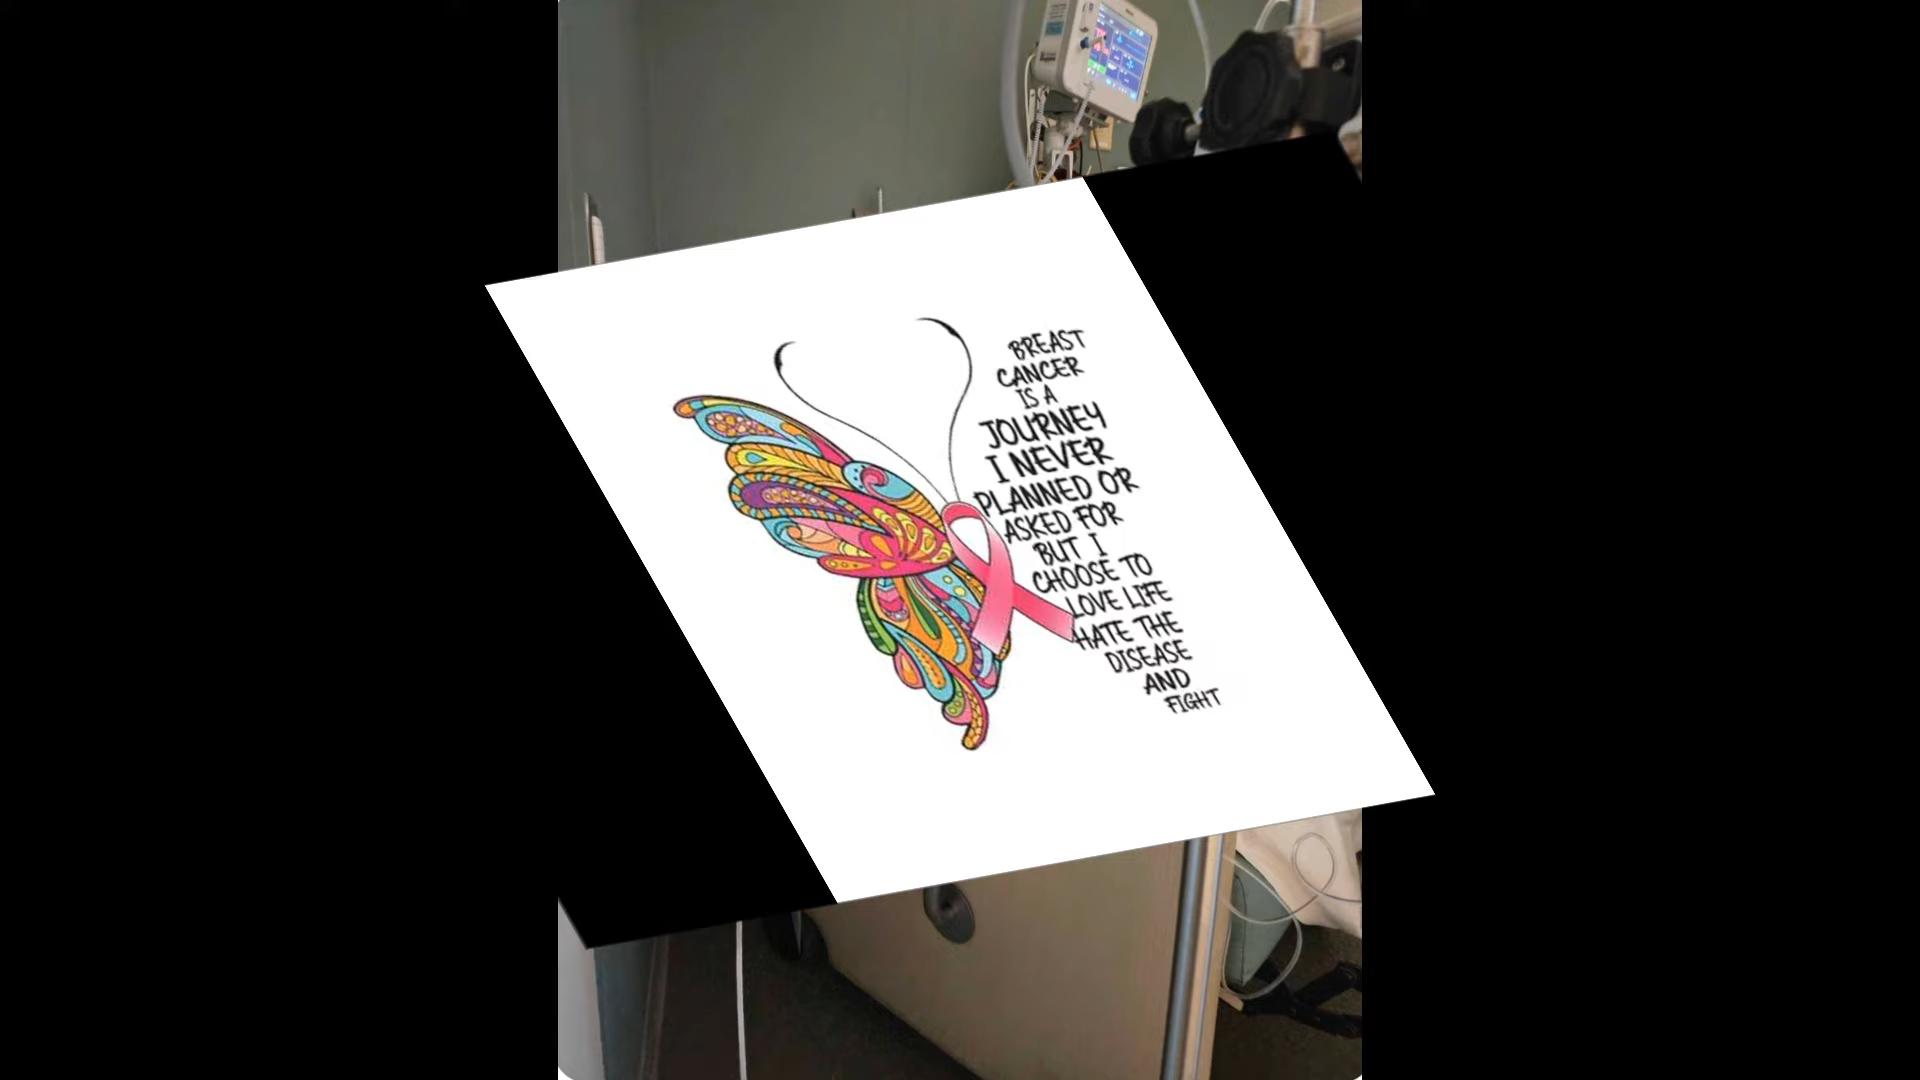 BREAST
CANCER
IS A
JOURNEY
I NEVER
PLANNED OR
ASKED FOR
BUT I
CHOOSE TO
LOVE LIFE
HATE THE
DISEASE
AND
FIGHT